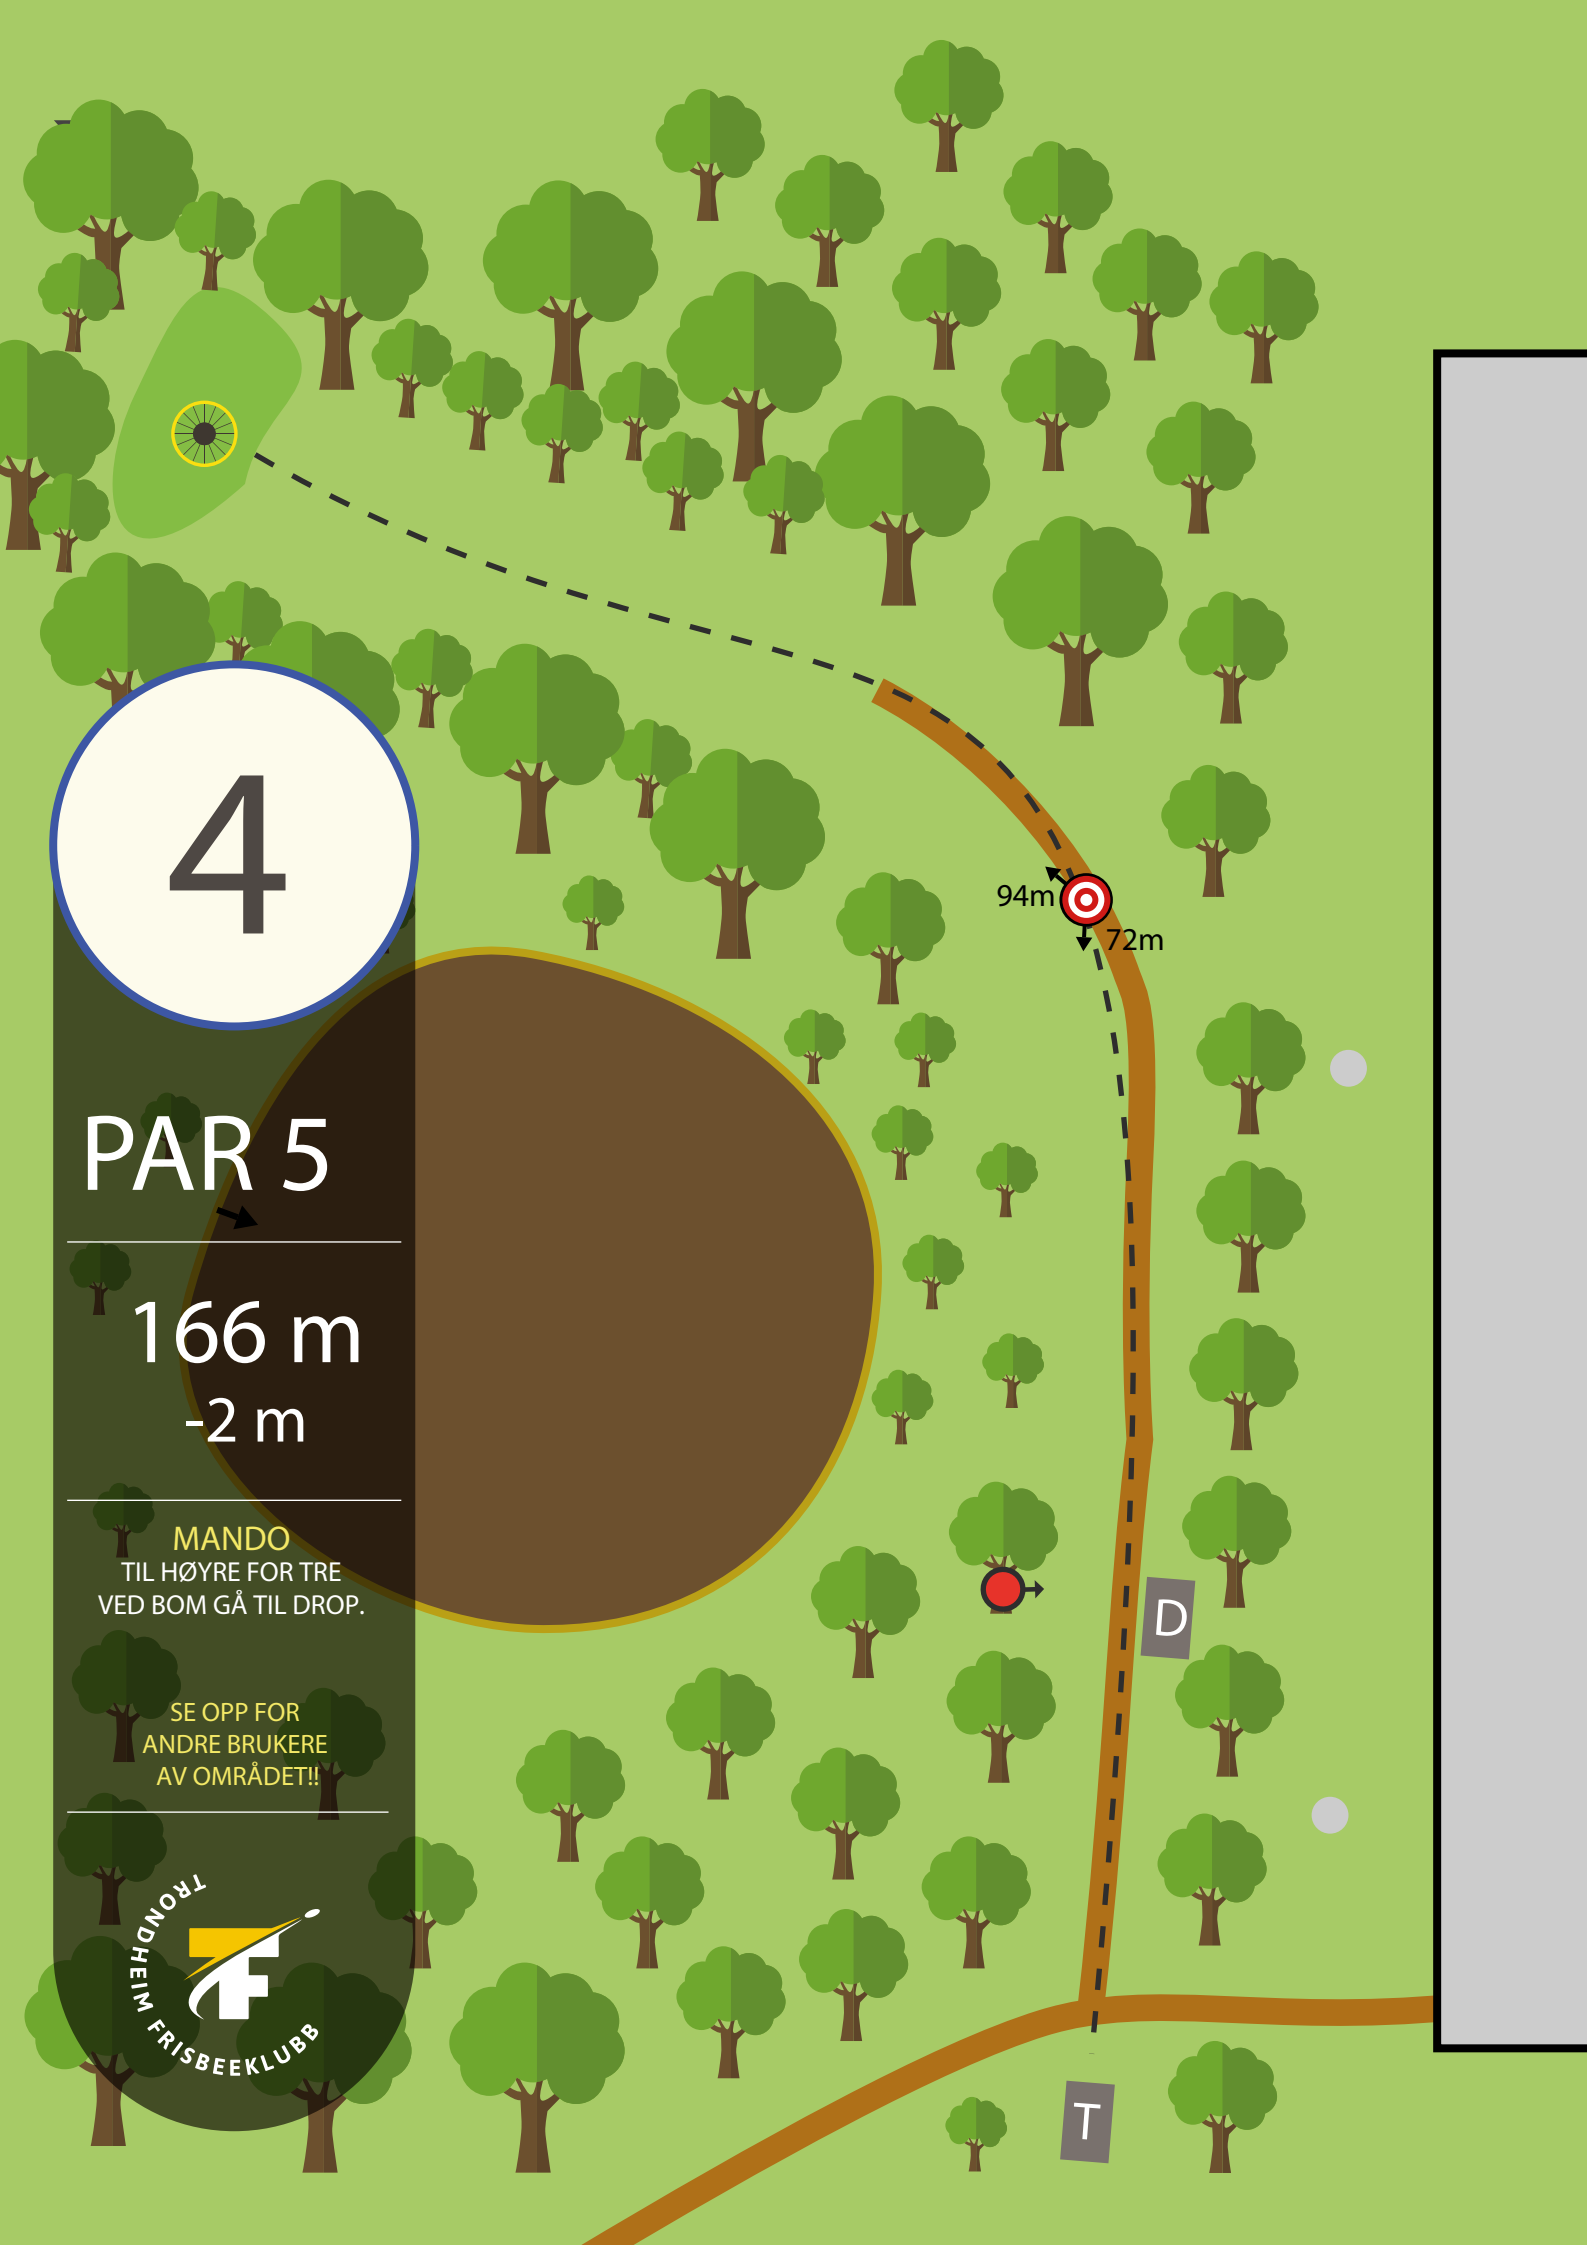 4
PAR 5
166 m
-2 m
MANDO
TIL HØYRE FOR TRE
VED BOM GÅ TIL DROP.
SE OPP FOR
ANDRE BRUKERE
AV OMRÅDET!!
TRONDHEIM FRISBEEKLUBB
94m
72m
D
T